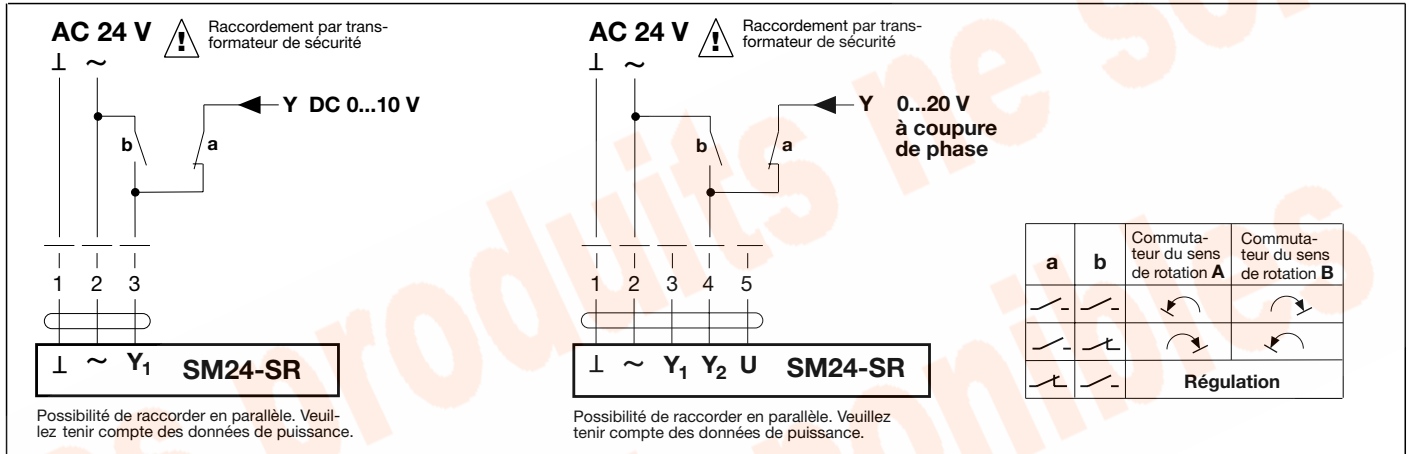 AC 24 V
Raccordement par trans-
formateur de sécurité
!
⊥ ~
Y DC 0...10 V
b a
1 2 3
⊥ ~ Y1 SM24-SR
Possibilité de raccorder en parallèle. Veuil-
lez tenir compte des données de puissance.
AC 24 V
Raccordement par trans-
formateur de sécurité
!
⊥ ~
Y 0...20 V
à coupure
de phase
b a
1 2 3 4 5
⊥ ~ Y1 Y2 U SM24-SR
Possibilité de raccorder en parallèle. Veuillez
tenir compte des données de puissance.
a b
Commuta-
teur du sens
de rotation A
Commuta-
teur du sens
de rotation B
Régulation
produits ne